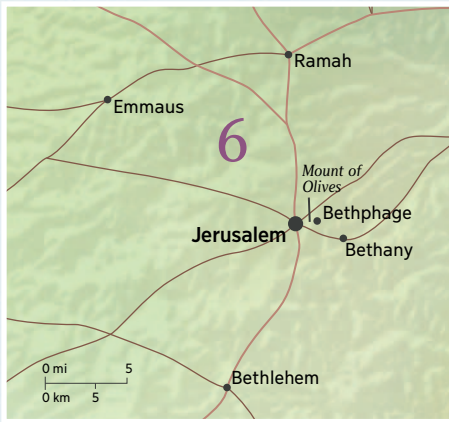 Ramah
Emmaus
6
Mount of
Olives
Bethphage
Jerusalem
Bethany
0 mi 5
0 km 5
Bethlehem